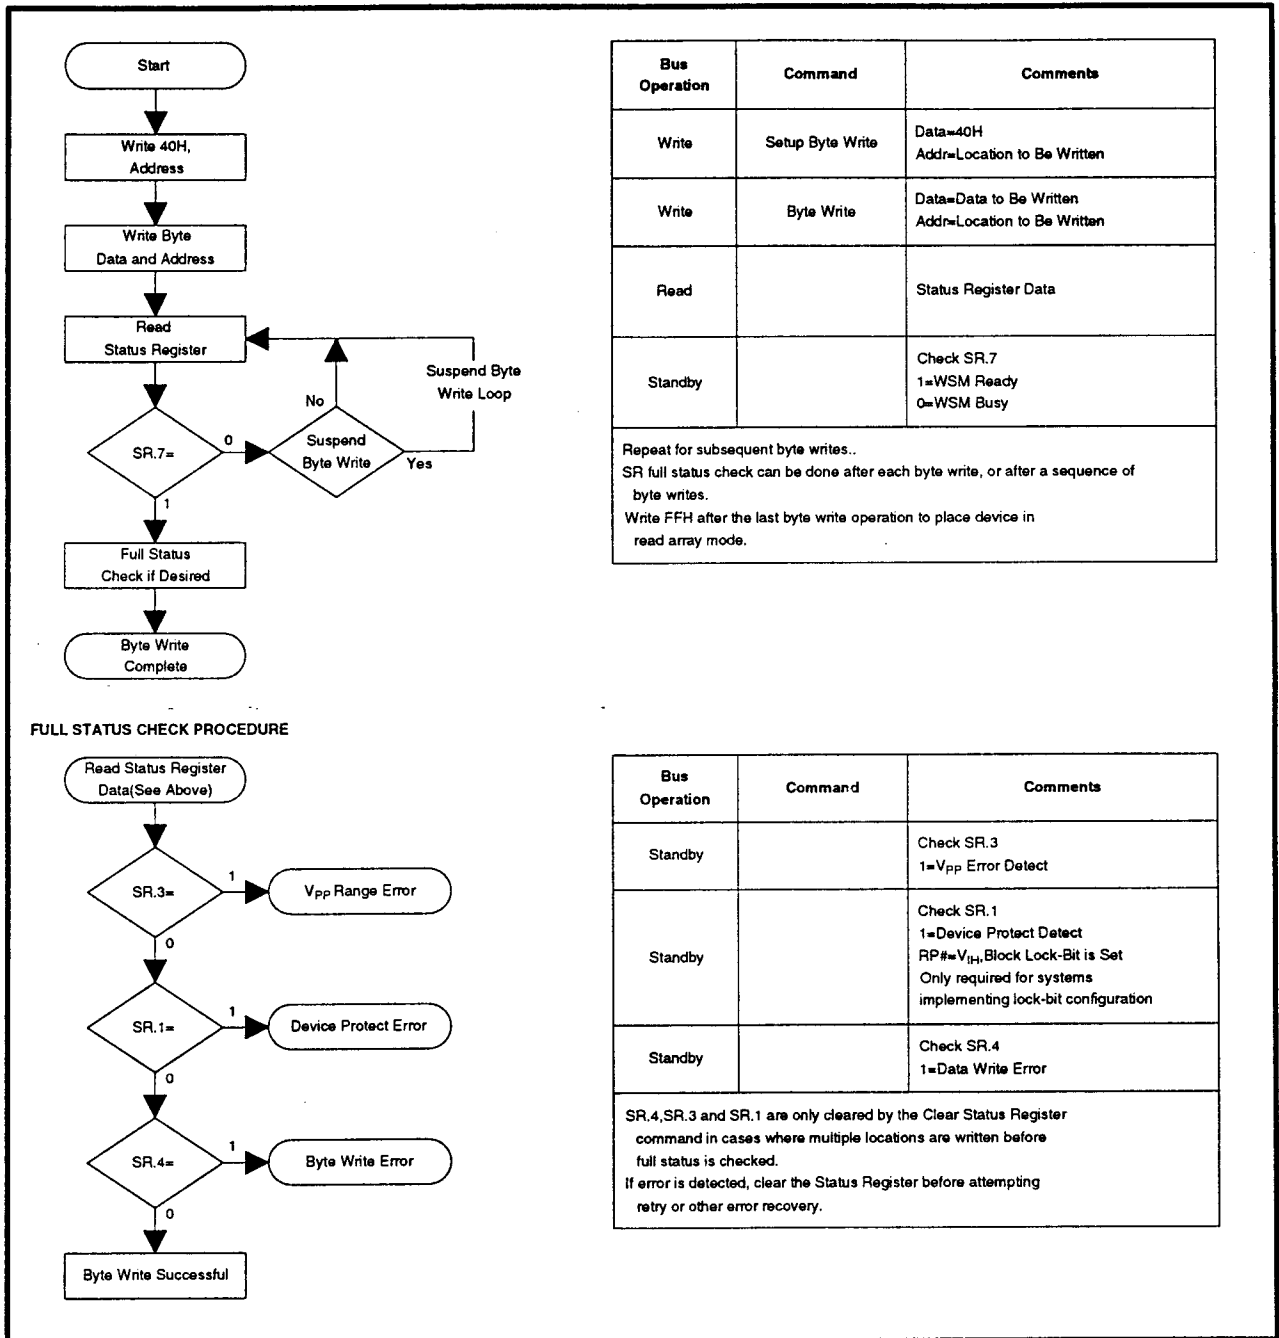 Start
Write 40H,
Address
Write Byte
Data and Address
Read
Status Register
Suspend Byte
Write Loop
No
SR.7=
0
Suspend
Byte Write
Yes
1
Full Status
Check if Desired
Byte Write
Complete
Bus
Operation
Command
Comments
Write
Setup Byte Write
Data=40H
Addr=Location to Be Written
Write
Byte Write
Data=Data to Be Written
Addr=Location to Be Written
Read
Status Register Data
Standby
Check SR.7
1=WSM Ready
0=WSM Busy
Repeat for subsequent byte writes..
SR full status check can be done after each byte write, or after a sequence of
byte writes.
Write FFH after the last byte write operation to place device in
read array mode.
FULL STATUS CHECK PROCEDURE
Read Status Register
Data(See Above)
SR.3=
1
VPP Range Error
0
SR.1=
1
Device Protect Error
0
SR.4=
1
Byte Write Error
0
Byte Write Successful
Bus
Operation
Command
Comments
Standby
Check SR.3
1=VPP Error Detect
Standby
Check SR.1
1=Device Protect Detect
RP#=VIH,Block Lock-Bit is Set
Only required for systems
implementing lock-bit configuration
Standby
Check SR.4
1=Data Write Error
SR.4,SR.3 and SR.1 are only cleared by the Clear Status Register
command in cases where multiple locations are written before
full status is checked.
If error is detected, clear the Status Register before attempting
retry or other error recovery.